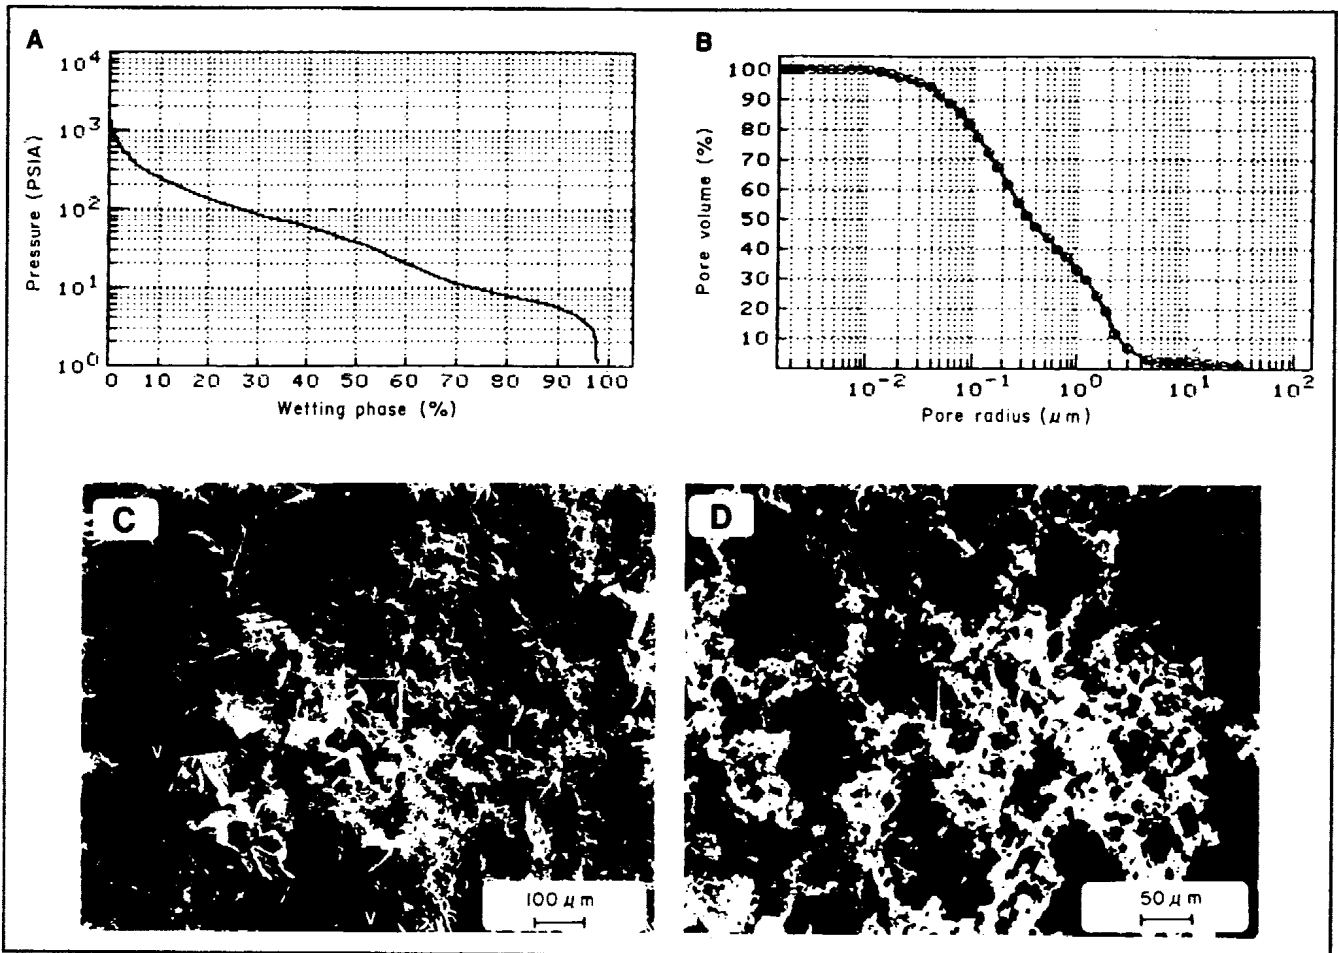 A
10^4
10^3
10^2
10^1
10^0
Pressure (PSIA)
0 10 20 30 40 50 60 70 80 90 100
Wetting phase (%)
B
100
90
80
70
60
50
40
30
20
10
Pore volume (%)
10^-2 10^-1 10^0 10^1 10^2
Pore radius (μm)
C
V
I
V
100 μm
D
50 μm